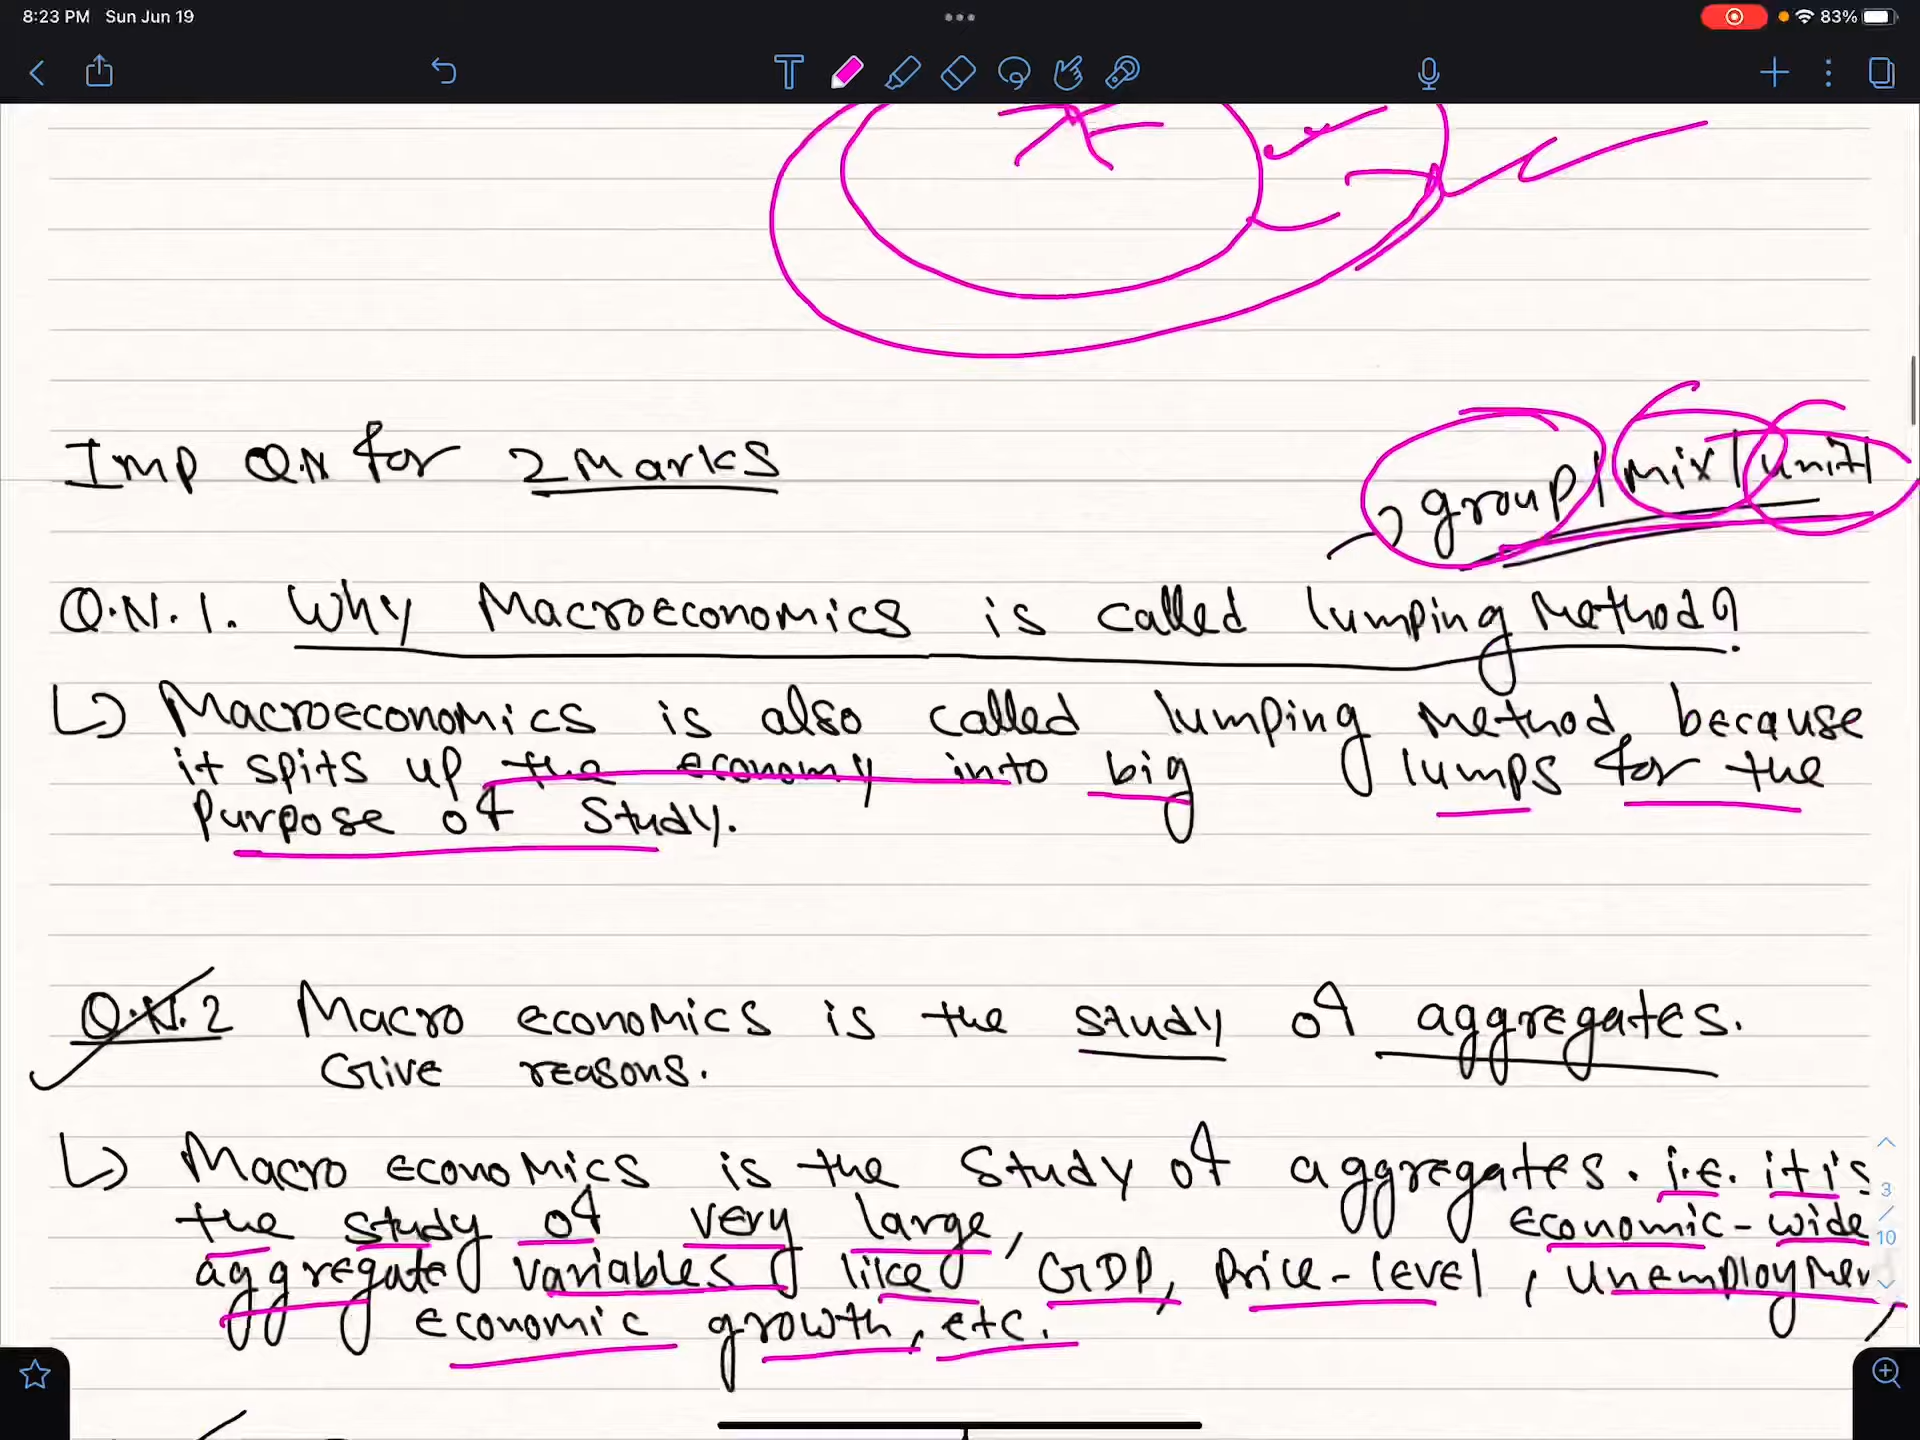 8:23 PM Sun Jun 19
83%
Imp Q.N for 2 Marks
group/mix/unit/
Q.N.1. Why Macroeconomics is called lumping Method?
Macroeconomics is also called lumping Method because
it spits up the economy into big lumps for the
Purpose of Study.
Q.N.2 Macro economics is the study of aggregates.
Give reasons.
Macro economics is the Study of aggregates. i.e. it is
the study of very large, economic-wide
aggregate variables like GDP, Price-level, unemploymen
economic growth, etc.
3
/
10